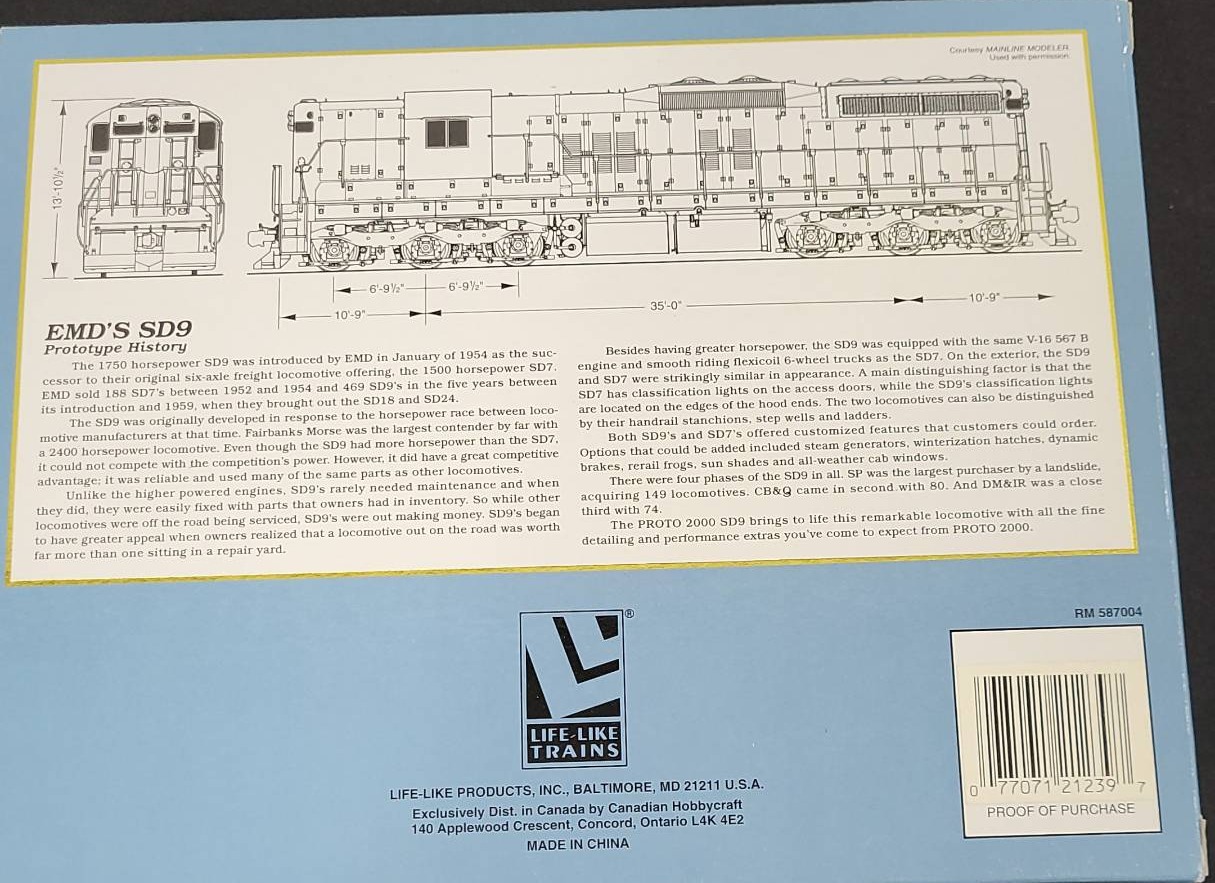 Courtesy MAINLINE MODELER
Used with permission
13'-10½"
6'-9½"
6'-9½"
10'-9"
35'-0"
10'-9"
EMD'S SD9
Prototype History
The 1750 horsepower SD9 was introduced by EMD in January of 1954 as the suc-
cessor to their original six-axle freight locomotive offering, the 1500 horsepower SD7.
EMD sold 188 SD7's between 1952 and 1954 and 469 SD9's in the five years between
its introduction and 1959, when they brought out the SD18 and SD24.
The SD9 was originally developed in response to the horsepower race between loco-
motive manufacturers at that time. Fairbanks Morse was the largest contender by far with
a 2400 horsepower locomotive. Even though the SD9 had more horsepower than the SD7,
it could not compete with the competition's power. However, it did have a great competitive
advantage; it was reliable and used many of the same parts as other locomotives.
Unlike the higher powered engines, SD9's rarely needed maintenance and when
they did, they were easily fixed with parts that owners had in inventory. So while other
locomotives were off the road being serviced, SD9's were out making money. SD9's began
to have greater appeal when owners realized that a locomotive out on the road was worth
far more than one sitting in a repair yard.
Besides having greater horsepower, the SD9 was equipped with the same V-16 567 B
engine and smooth riding flexicoil 6-wheel trucks as the SD7. On the exterior, the SD9
and SD7 were strikingly similar in appearance. A main distinguishing factor is that the
SD7 has classification lights on the access doors, while the SD9's classification lights
are located on the edges of the hood ends. The two locomotives can also be distinguished
by their handrail stanchions, step wells and ladders.
Both SD9's and SD7's offered customized features that customers could order.
Options that could be added included steam generators, winterization hatches, dynamic
brakes, rerail frogs, sun shades and all-weather cab windows.
There were four phases of the SD9 in all. SP was the largest purchaser by a landslide,
acquiring 149 locomotives. CB&Q came in second with 80. And DM&IR was a close
third with 74.
The PROTO 2000 SD9 brings to life this remarkable locomotive with all the fine
detailing and performance extras you've come to expect from PROTO 2000.
RM 587004
®
LIFE-LIKE
TRAINS
LIFE-LIKE PRODUCTS, INC., BALTIMORE, MD 21211 U.S.A.
Exclusively Dist. in Canada by Canadian Hobbycraft
140 Applewood Crescent, Concord, Ontario L4K 4E2
MADE IN CHINA
0 77071 21239 7
PROOF OF PURCHASE